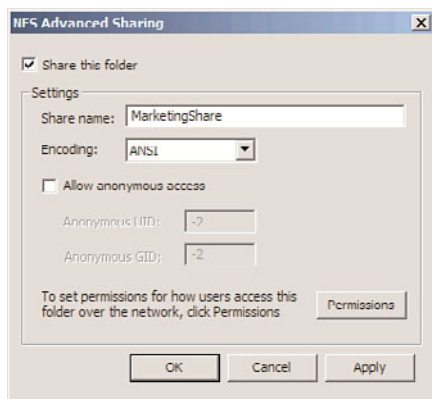 NFS Advanced Sharing
Share this folder
Settings
Share name: MarketingShare
Encoding: ANSI
Allow anonymous access
Anonymous UID: -2
Anonymous GID: -2
To set permissions for how users access this
folder over the network, click Permissions
Permissions
OK Cancel Apply